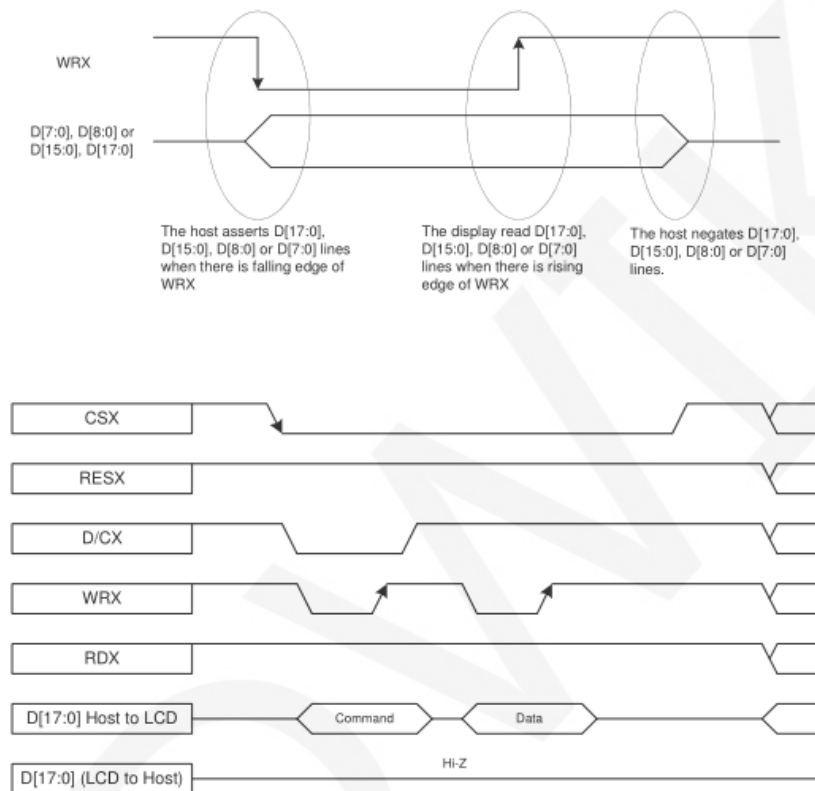 WRX
D[7:0], D[8:0] or
D[15:0], D[17:0]
The host asserts D[17:0],
D[15:0], D[8:0] or D[7:0] lines
when there is falling edge of
WRX
The display read D[17:0],
D[15:0], D[8:0] or D[7:0]
lines when there is rising
edge of WRX
The host negates D[17:0],
D[15:0], D[8:0] or D[7:0]
lines.
CSX
RESX
D/CX
WRX
RDX
D[17:0] Host to LCD
Command
Data
D[17:0] (LCD to Host)
Hi-Z